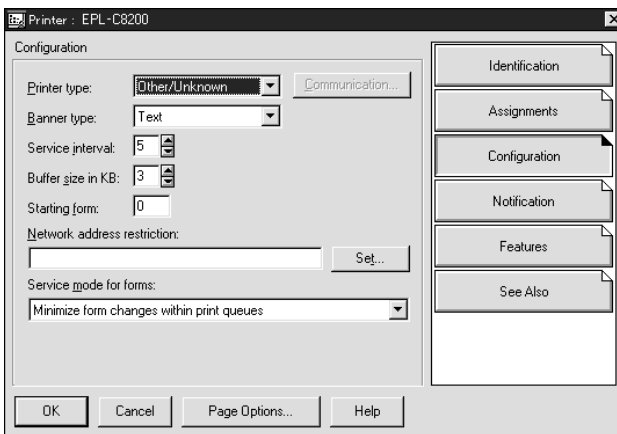 Printer : EPL-C8200
Configuration
Printer type: Other/Unknown Communication...
Banner type: Text
Service interval: 5
Buffer size in KB: 3
Starting form: 0
Network address restriction:
Set...
Service mode for forms:
Minimize form changes within print queues
OK Cancel Page Options... Help
Identification
Assignments
Configuration
Notification
Features
See Also